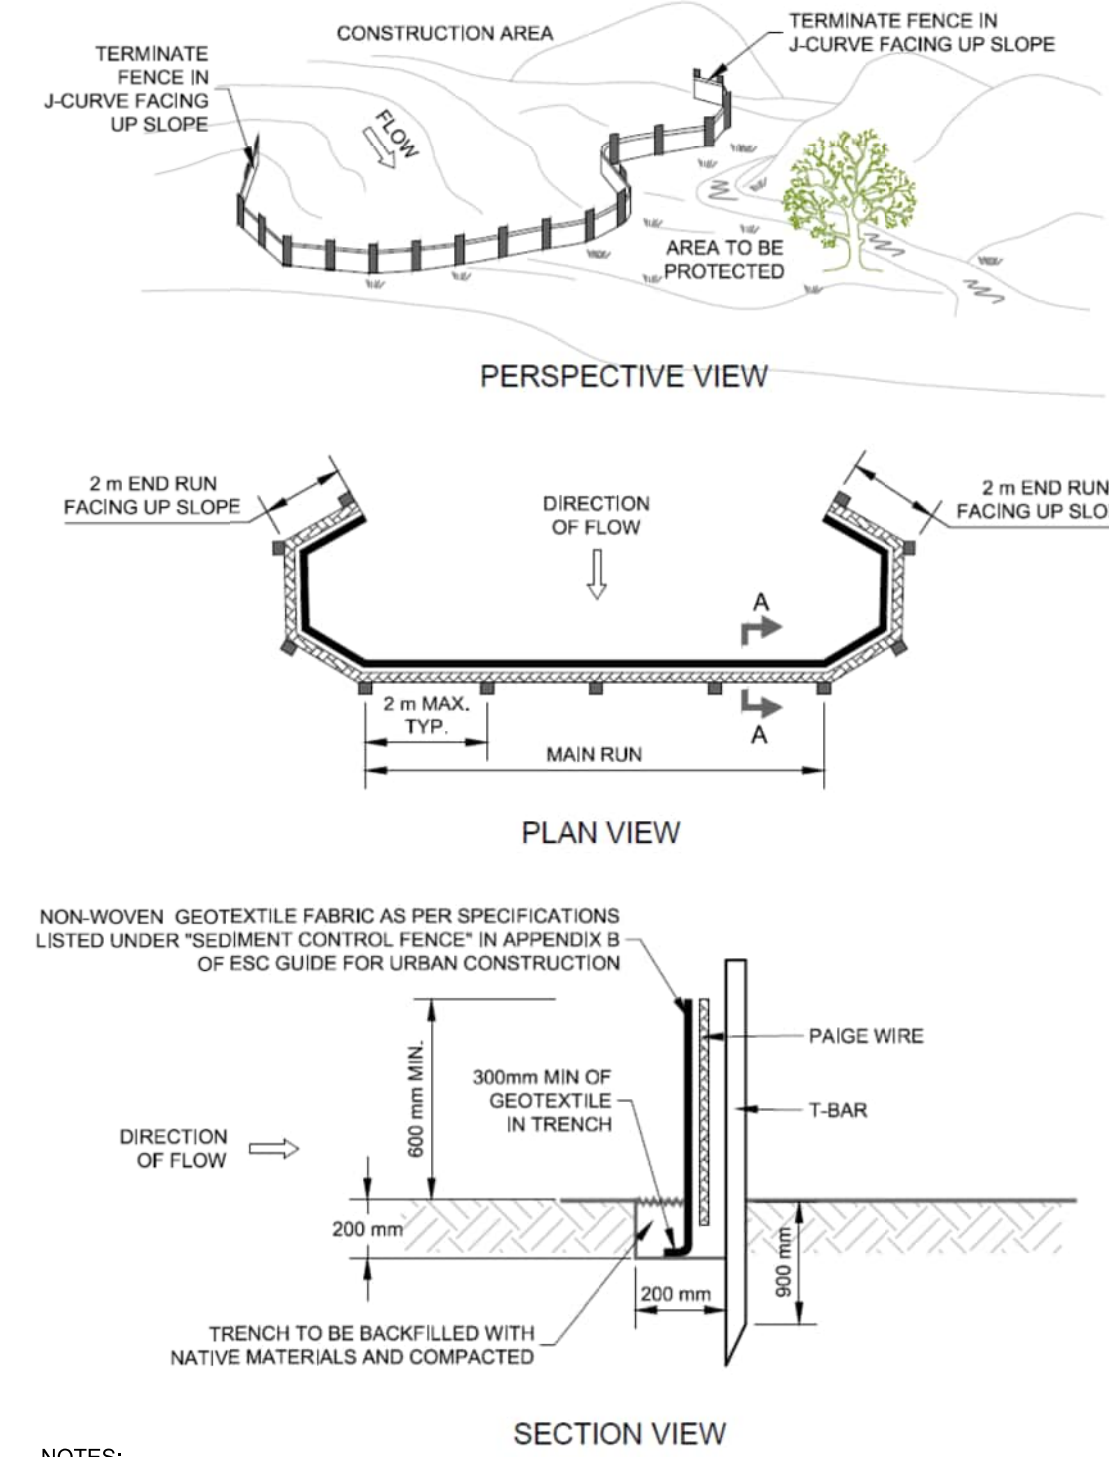 CONSTRUCTION AREA
TERMINATE FENCE IN
J-CURVE FACING UP SLOPE
TERMINATE
FENCE IN
J-CURVE FACING
UP SLOPE
FLOW
AREA TO BE
PROTECTED
PERSPECTIVE VIEW
2 m END RUN
FACING UP SLOPE
DIRECTION
OF FLOW
2 m END RUN
FACING UP SLO
A
2 m MAX.
TYP.
A
MAIN RUN
PLAN VIEW
NON-WOVEN GEOTEXTILE FABRIC AS PER SPECIFICATIONS
LISTED UNDER "SEDIMENT CONTROL FENCE" IN APPENDIX B
OF ESC GUIDE FOR URBAN CONSTRUCTION
600 mm MIN.
300mm MIN OF
GEOTEXTILE
IN TRENCH
PAIGE WIRE
T-BAR
DIRECTION
OF FLOW
200 mm
200 mm
900 mm
TRENCH TO BE BACKFILLED WITH
NATIVE MATERIALS AND COMPACTED
SECTION VIEW
NOTES: